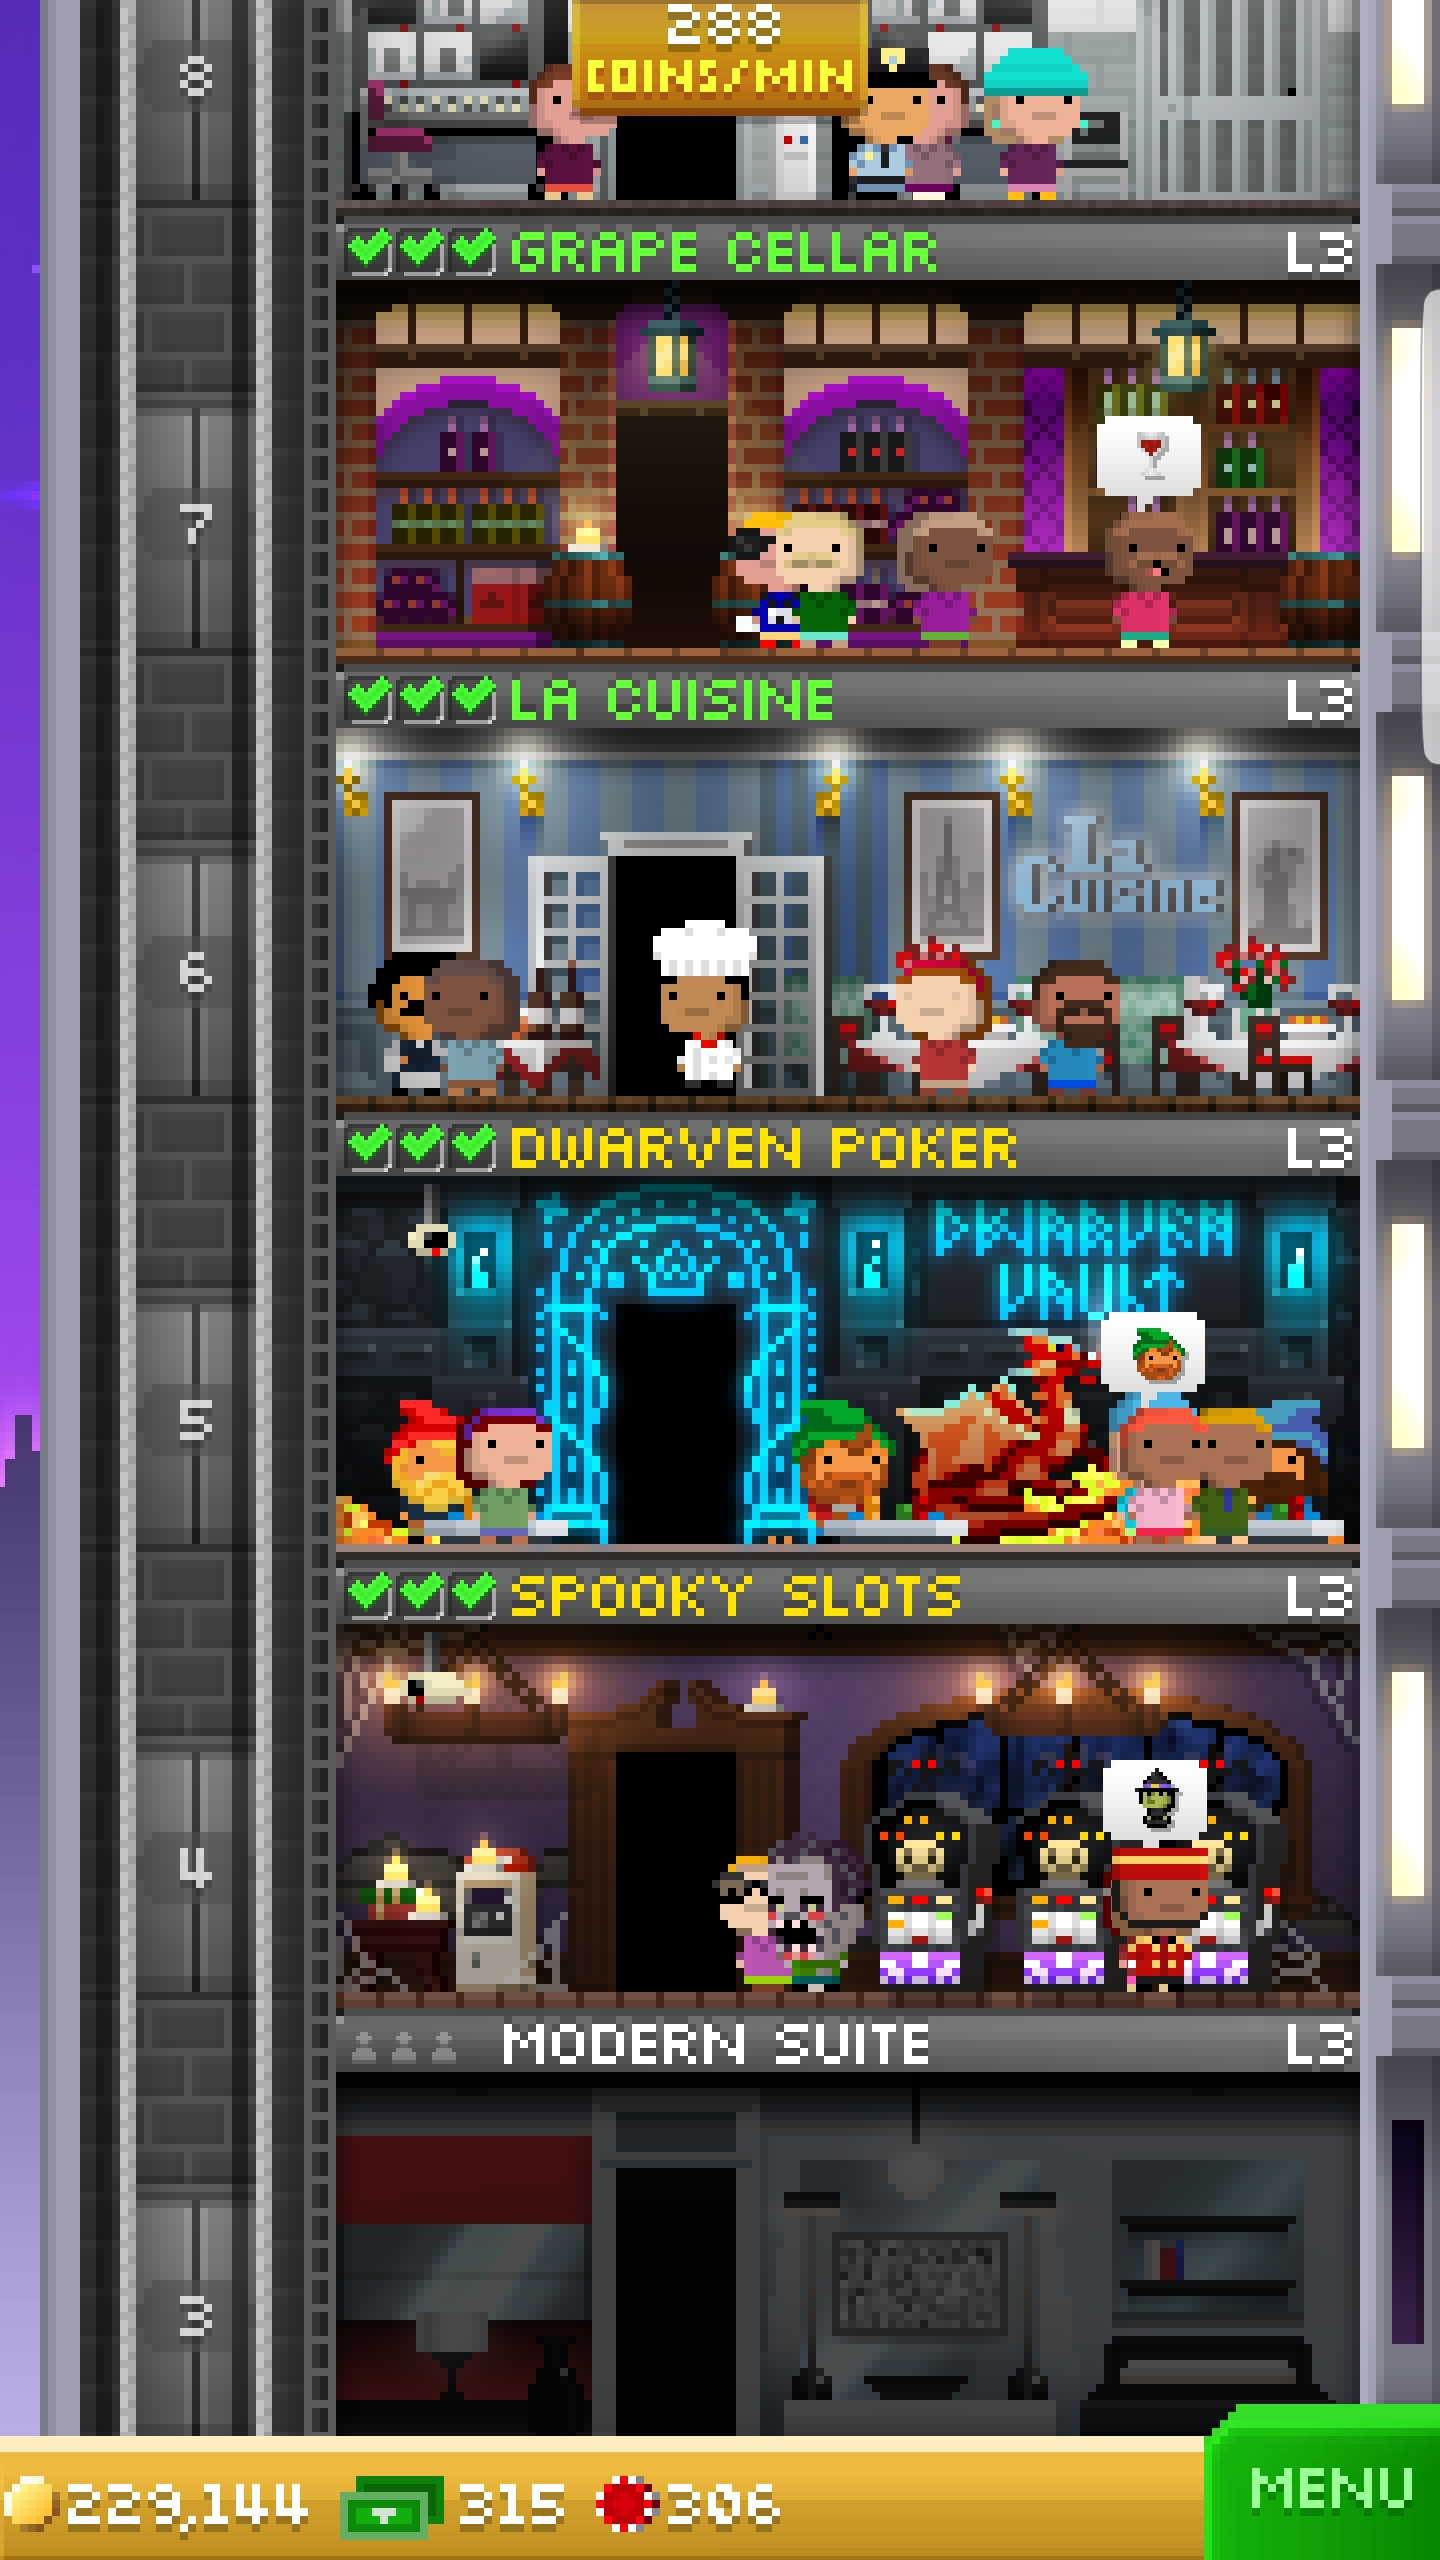 288
COINS/MIN
8
GRAPE CELLAR L3
7
LA CUISINE L3
La
Cuisine
6
DWARVEN POKER L3
DWARVEN
VAULT
5
SPOOKY SLOTS L3
4
MODERN SUITE L3
3
229,144 315 306 MENU